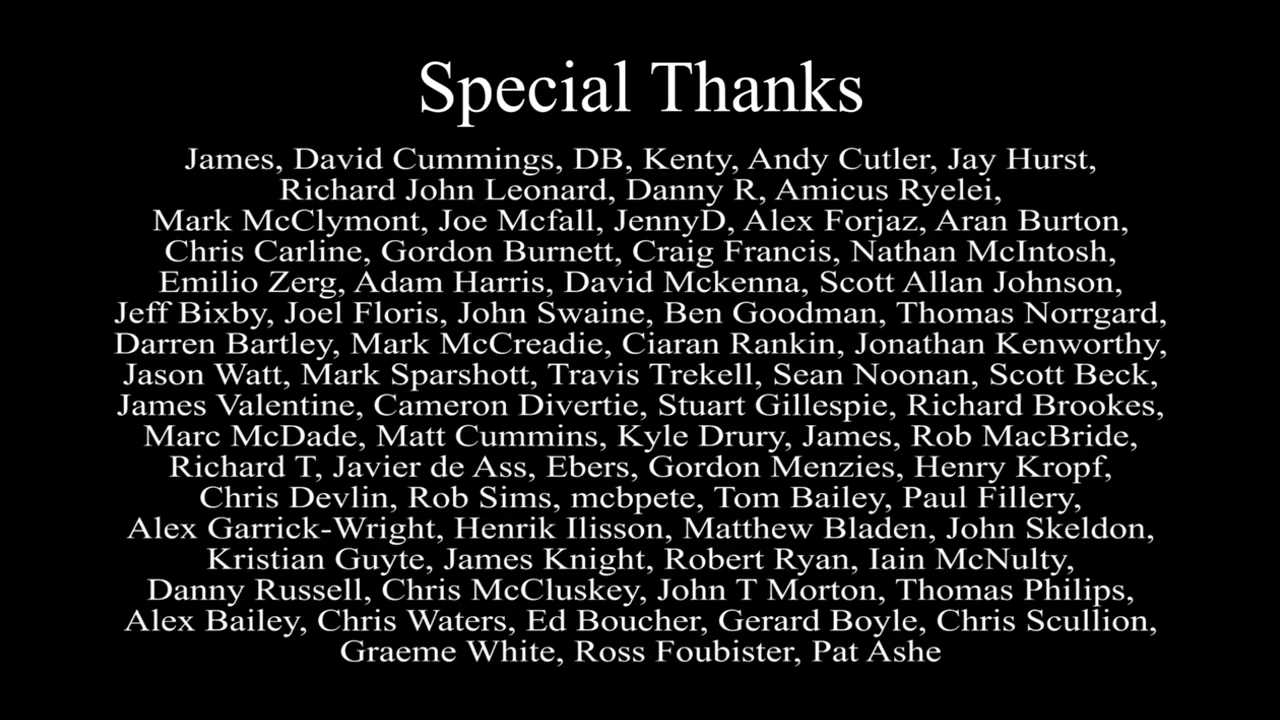 Special Thanks
James, David Cummings, DB, Kenty, Andy Cutler, Jay Hurst,
Richard John Leonard, Danny R, Amicus Ryelei,
Mark McClymont, Joe Mcfall, JennyD, Alex Forjaz, Aran Burton,
Chris Carline, Gordon Burnett, Craig Francis, Nathan McIntosh,
Emilio Zerg, Adam Harris, David Mckenna, Scott Allan Johnson,
Jeff Bixby, Joel Floris, John Swaine, Ben Goodman, Thomas Norrgard,
Darren Bartley, Mark McCreadie, Ciaran Rankin, Jonathan Kenworthy,
Jason Watt, Mark Sparshott, Travis Trekell, Sean Noonan, Scott Beck,
James Valentine, Cameron Divertie, Stuart Gillespie, Richard Brookes,
Marc McDade, Matt Cummins, Kyle Drury, James, Rob MacBride,
Richard T, Javier de Ass, Ebers, Gordon Menzies, Henry Kropf,
Chris Devlin, Rob Sims, mcbpete, Tom Bailey, Paul Fillery,
Alex Garrick-Wright, Henrik Ilisson, Matthew Bladen, John Skeldon,
Kristian Guyte, James Knight, Robert Ryan, Iain McNulty,
Danny Russell, Chris McCluskey, John T Morton, Thomas Philips,
Alex Bailey, Chris Waters, Ed Boucher, Gerard Boyle, Chris Scullion,
Graeme White, Ross Foubister, Pat Ashe